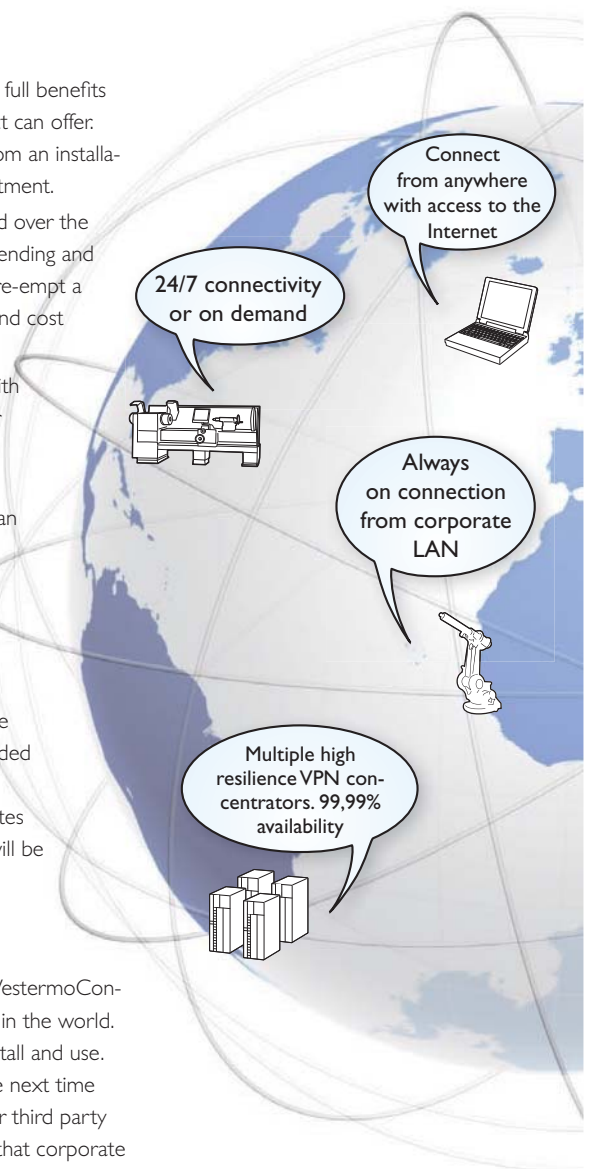 full benefits
t can offer.
om an installa-
tment.
d over the
ending and
re-empt a
nd cost
ith
an
e
ded
tes
ill be
WestermoCon-
in the world.
tall and use.
e next time
r third party
that corporate
Connect
from anywhere
with access to the
Internet
24/7 connectivity
or on demand
Always
on connection
from corporate
LAN
Multiple high
resilience VPN con-
centrators. 99,99%
availability